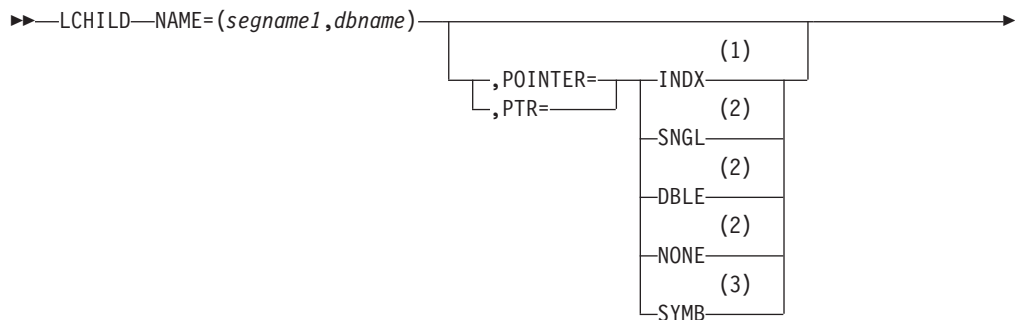 LCHILD NAME=(segname1,dbname)
(1)
,POINTER= INDX
,PTR= (2)
SNGL
(2)
DBLE
(2)
NONE
(3)
SYMB